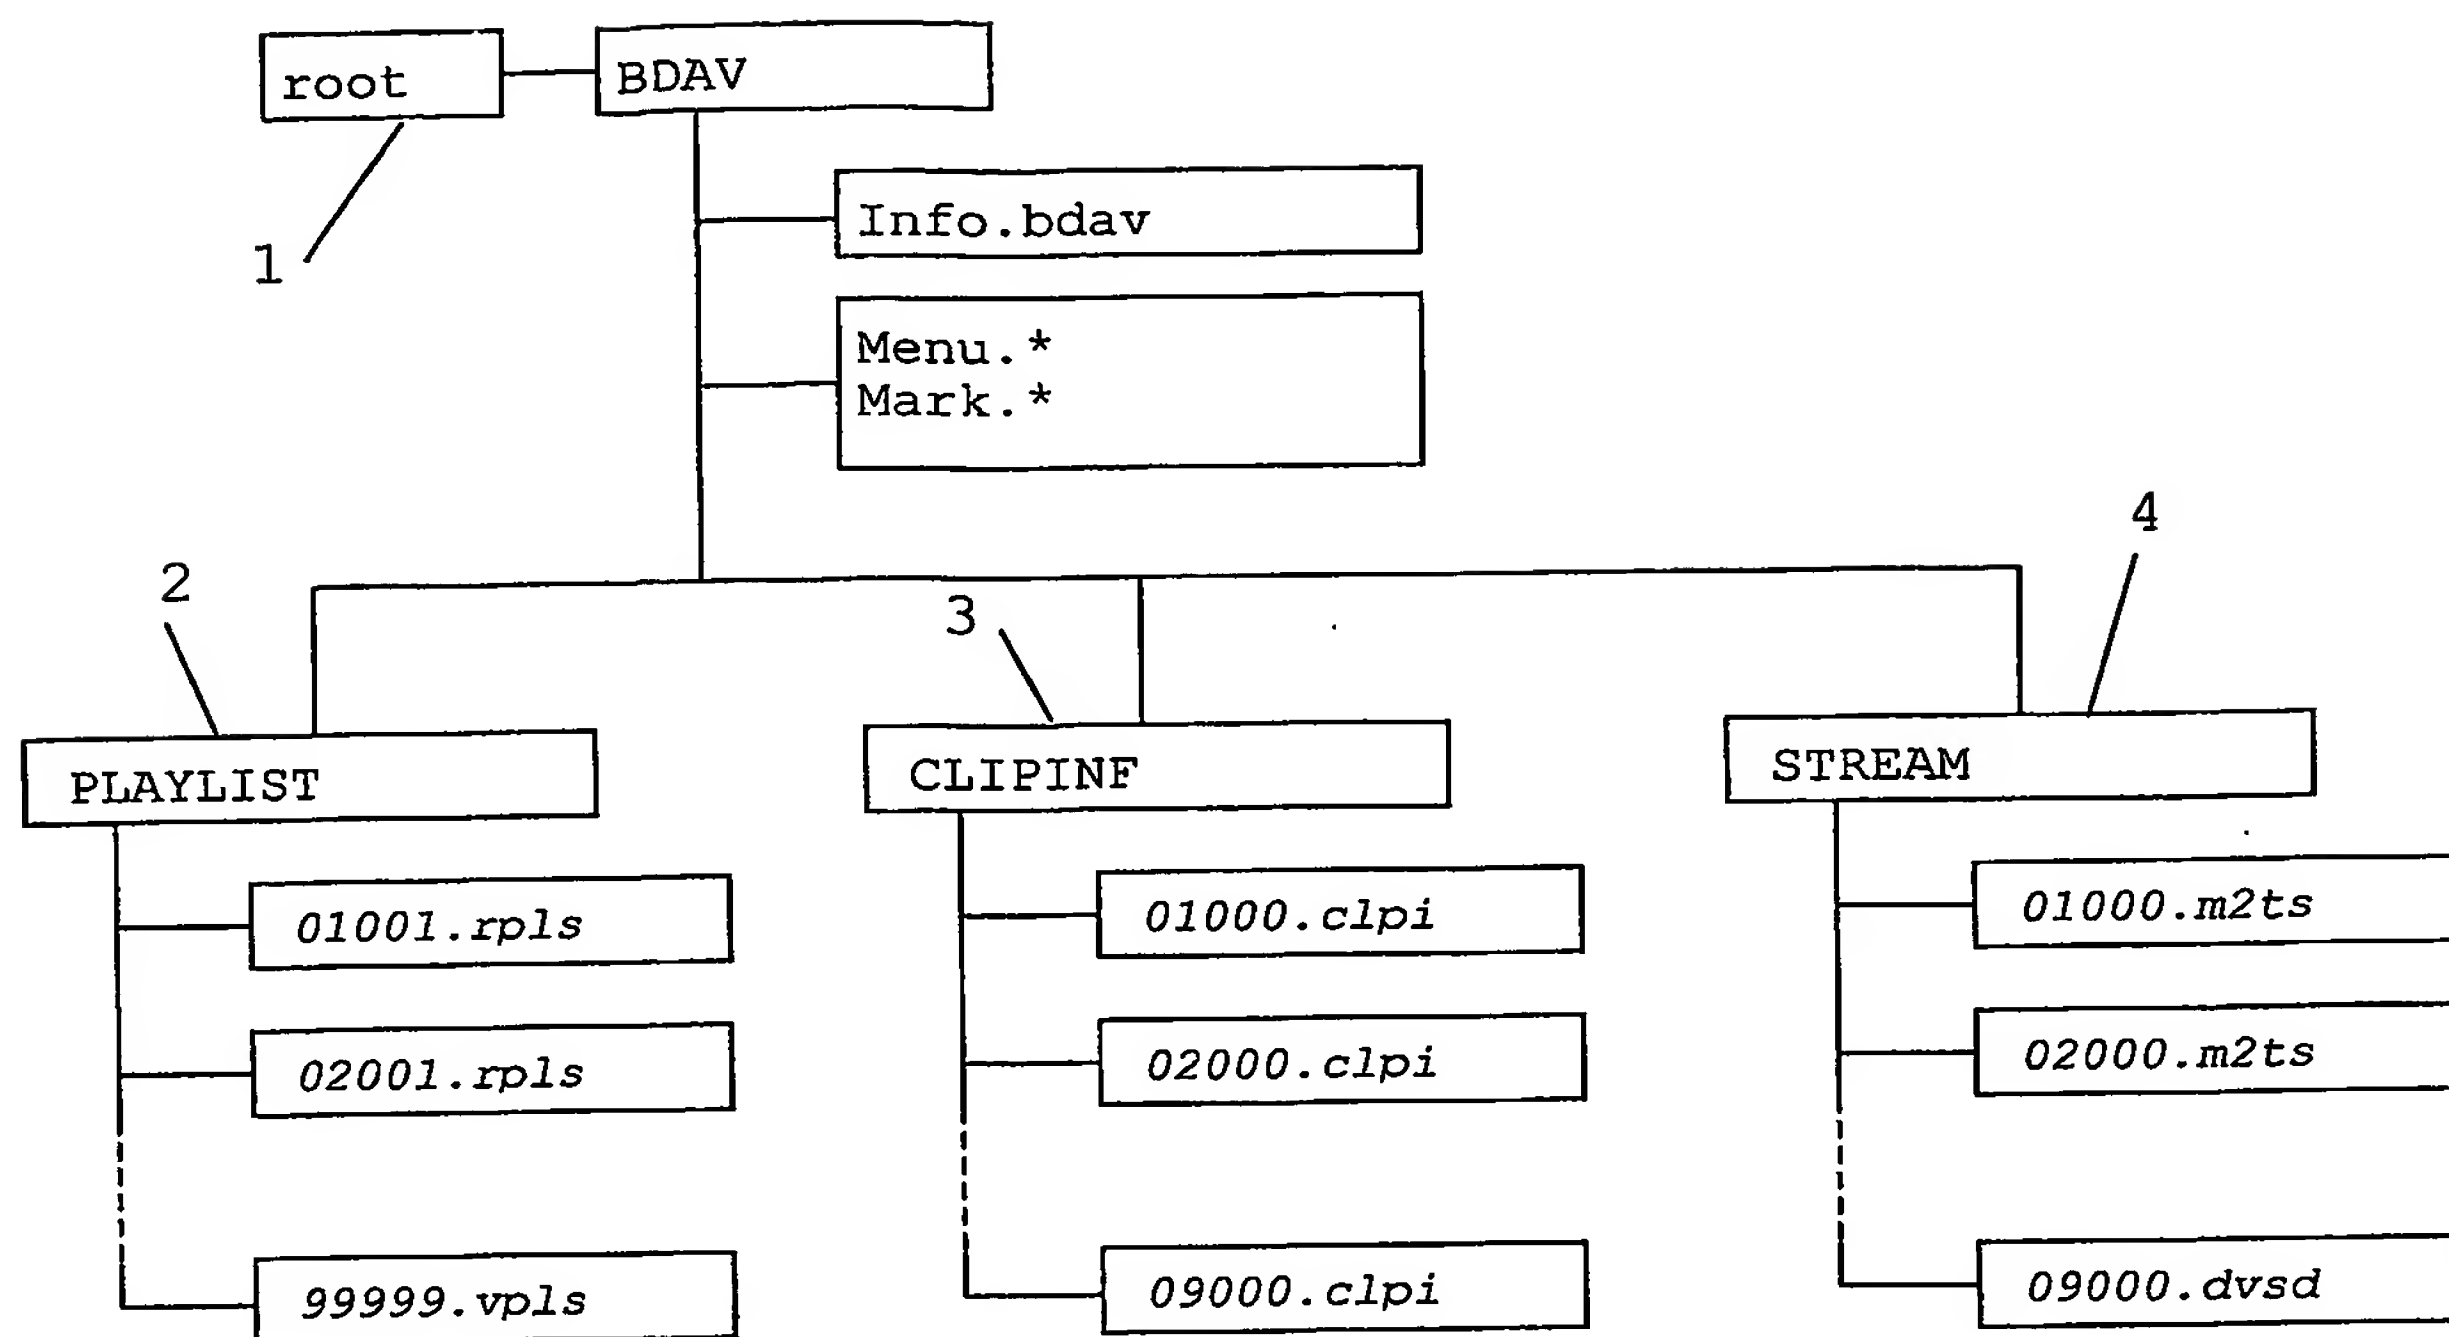 root
BDAV
1
Info.bdav
Menu.*
Mark.*
2
3
4
PLAYLIST
CLIPINF
STREAM
01001.rpls
01000.clpi
01000.m2ts
02001.rpls
02000.clpi
02000.m2ts
99999.vpls
09000.clpi
09000.dvsd